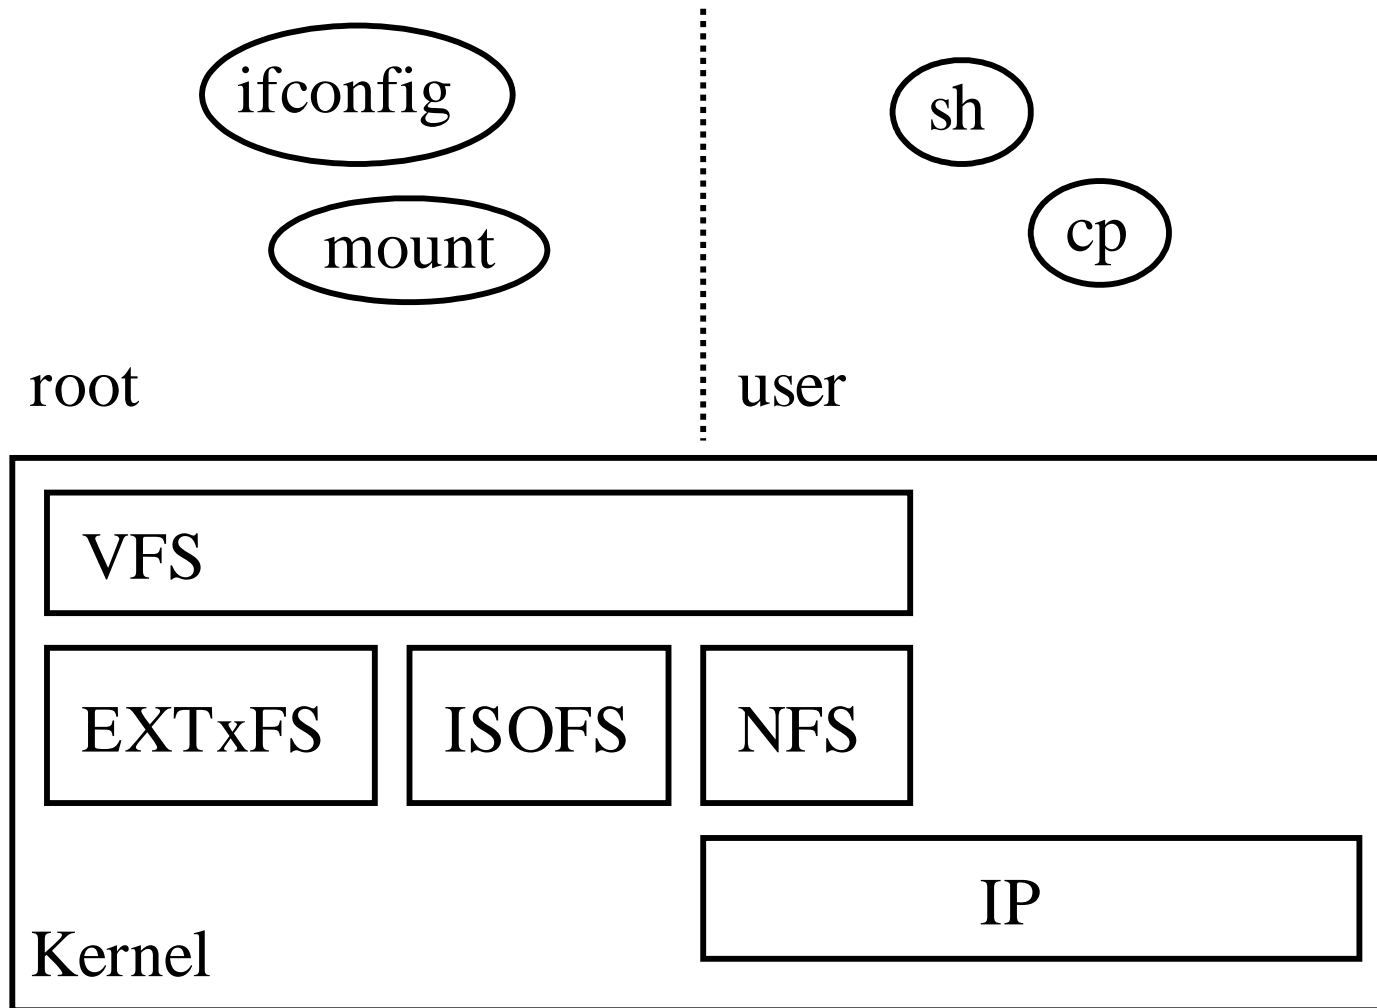 ifconfig
sh
mount
cp
root
user
VFS
EXTxFS
ISOFS
NFS
IP
Kernel